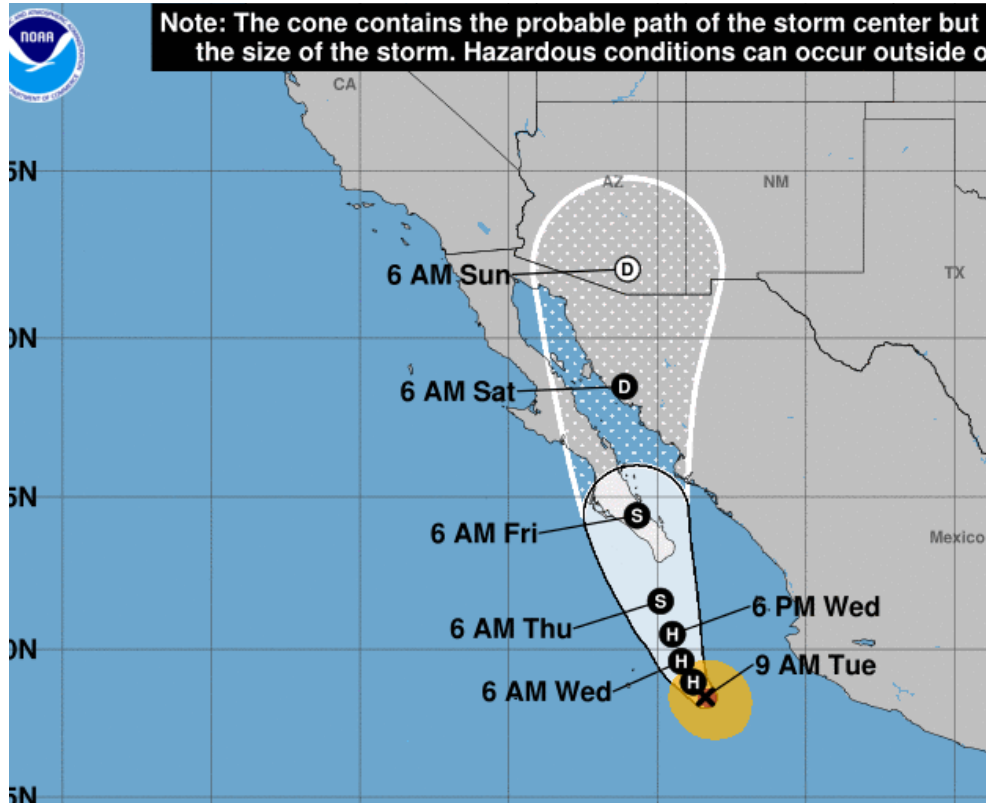 Note: The cone contains the probable path of the storm center but
the size of the storm. Hazardous conditions can occur outside o
NOAA
CA
5N
AZ
NM
6 AM Sun
D
TX
0N
6 AM Sat
D
5N
S
6 AM Fri
Mexico
S
6 PM Wed
6 AM Thu
H
0N
H
9 AM Tue
6 AM Wed
H
5N